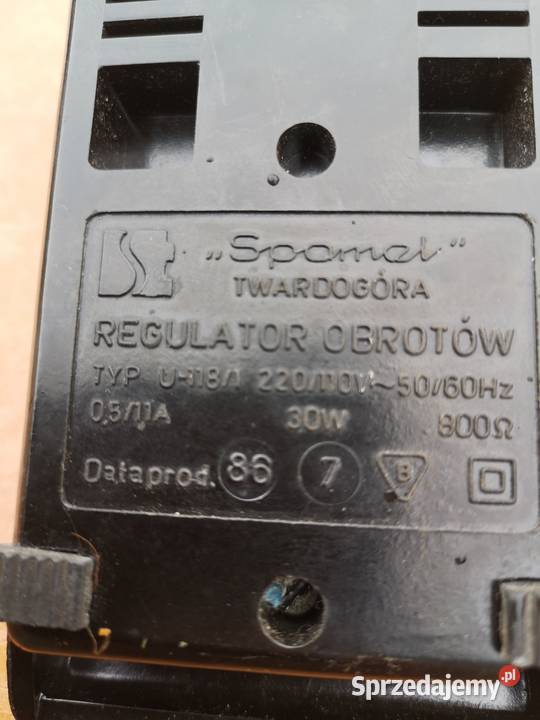 „Spamel"
TWARDOGÓRA
REGULATOR OBROTÓW
TYP U-118/1 220/110V~50/60Hz
0,5/1,1A 30W 800Ω
Data prod. 86 7 B
Sprzedajemy.pl